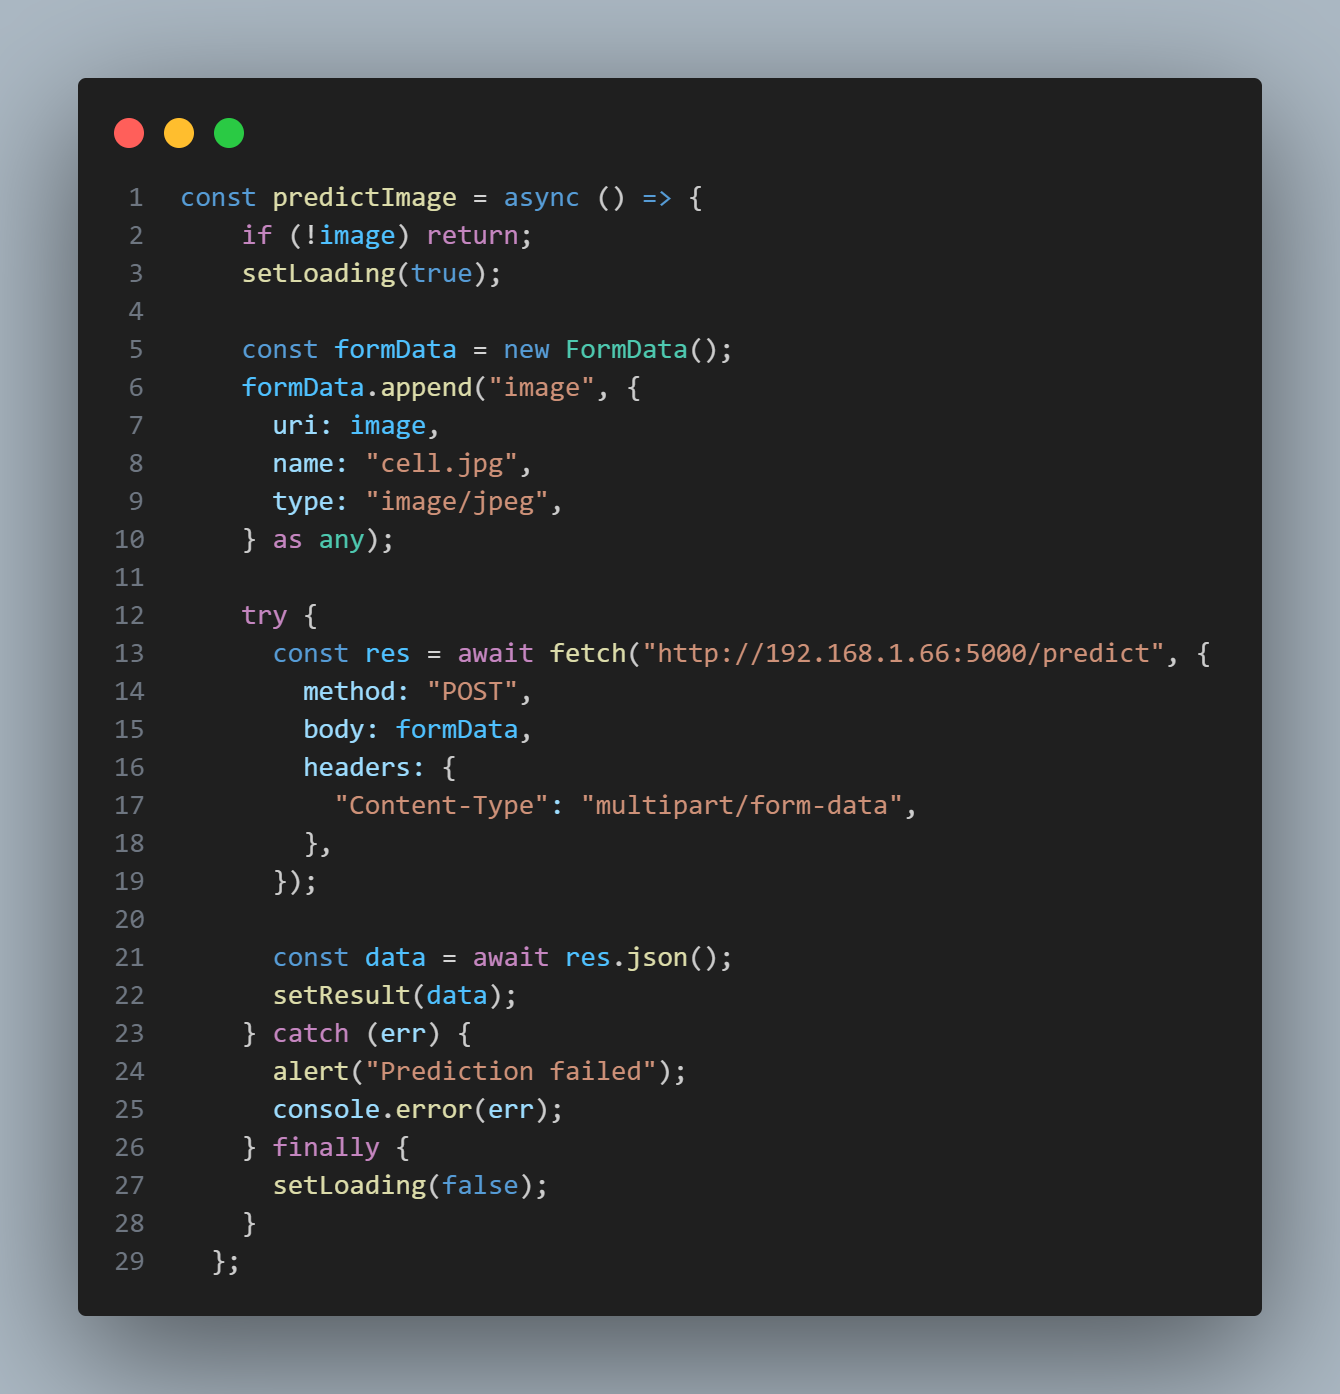 1 const predictImage = async () => {
2     if (!image) return;
3     setLoading(true);
4
5     const formData = new FormData();
6     formData.append("image", {
7       uri: image,
8       name: "cell.jpg",
9       type: "image/jpeg",
10     } as any);
11
12     try {
13       const res = await fetch("http://192.168.1.66:5000/predict", {
14         method: "POST",
15         body: formData,
16         headers: {
17           "Content-Type": "multipart/form-data",
18         },
19       });
20
21       const data = await res.json();
22       setResult(data);
23     } catch (err) {
24       alert("Prediction failed");
25       console.error(err);
26     } finally {
27       setLoading(false);
28     }
29   };